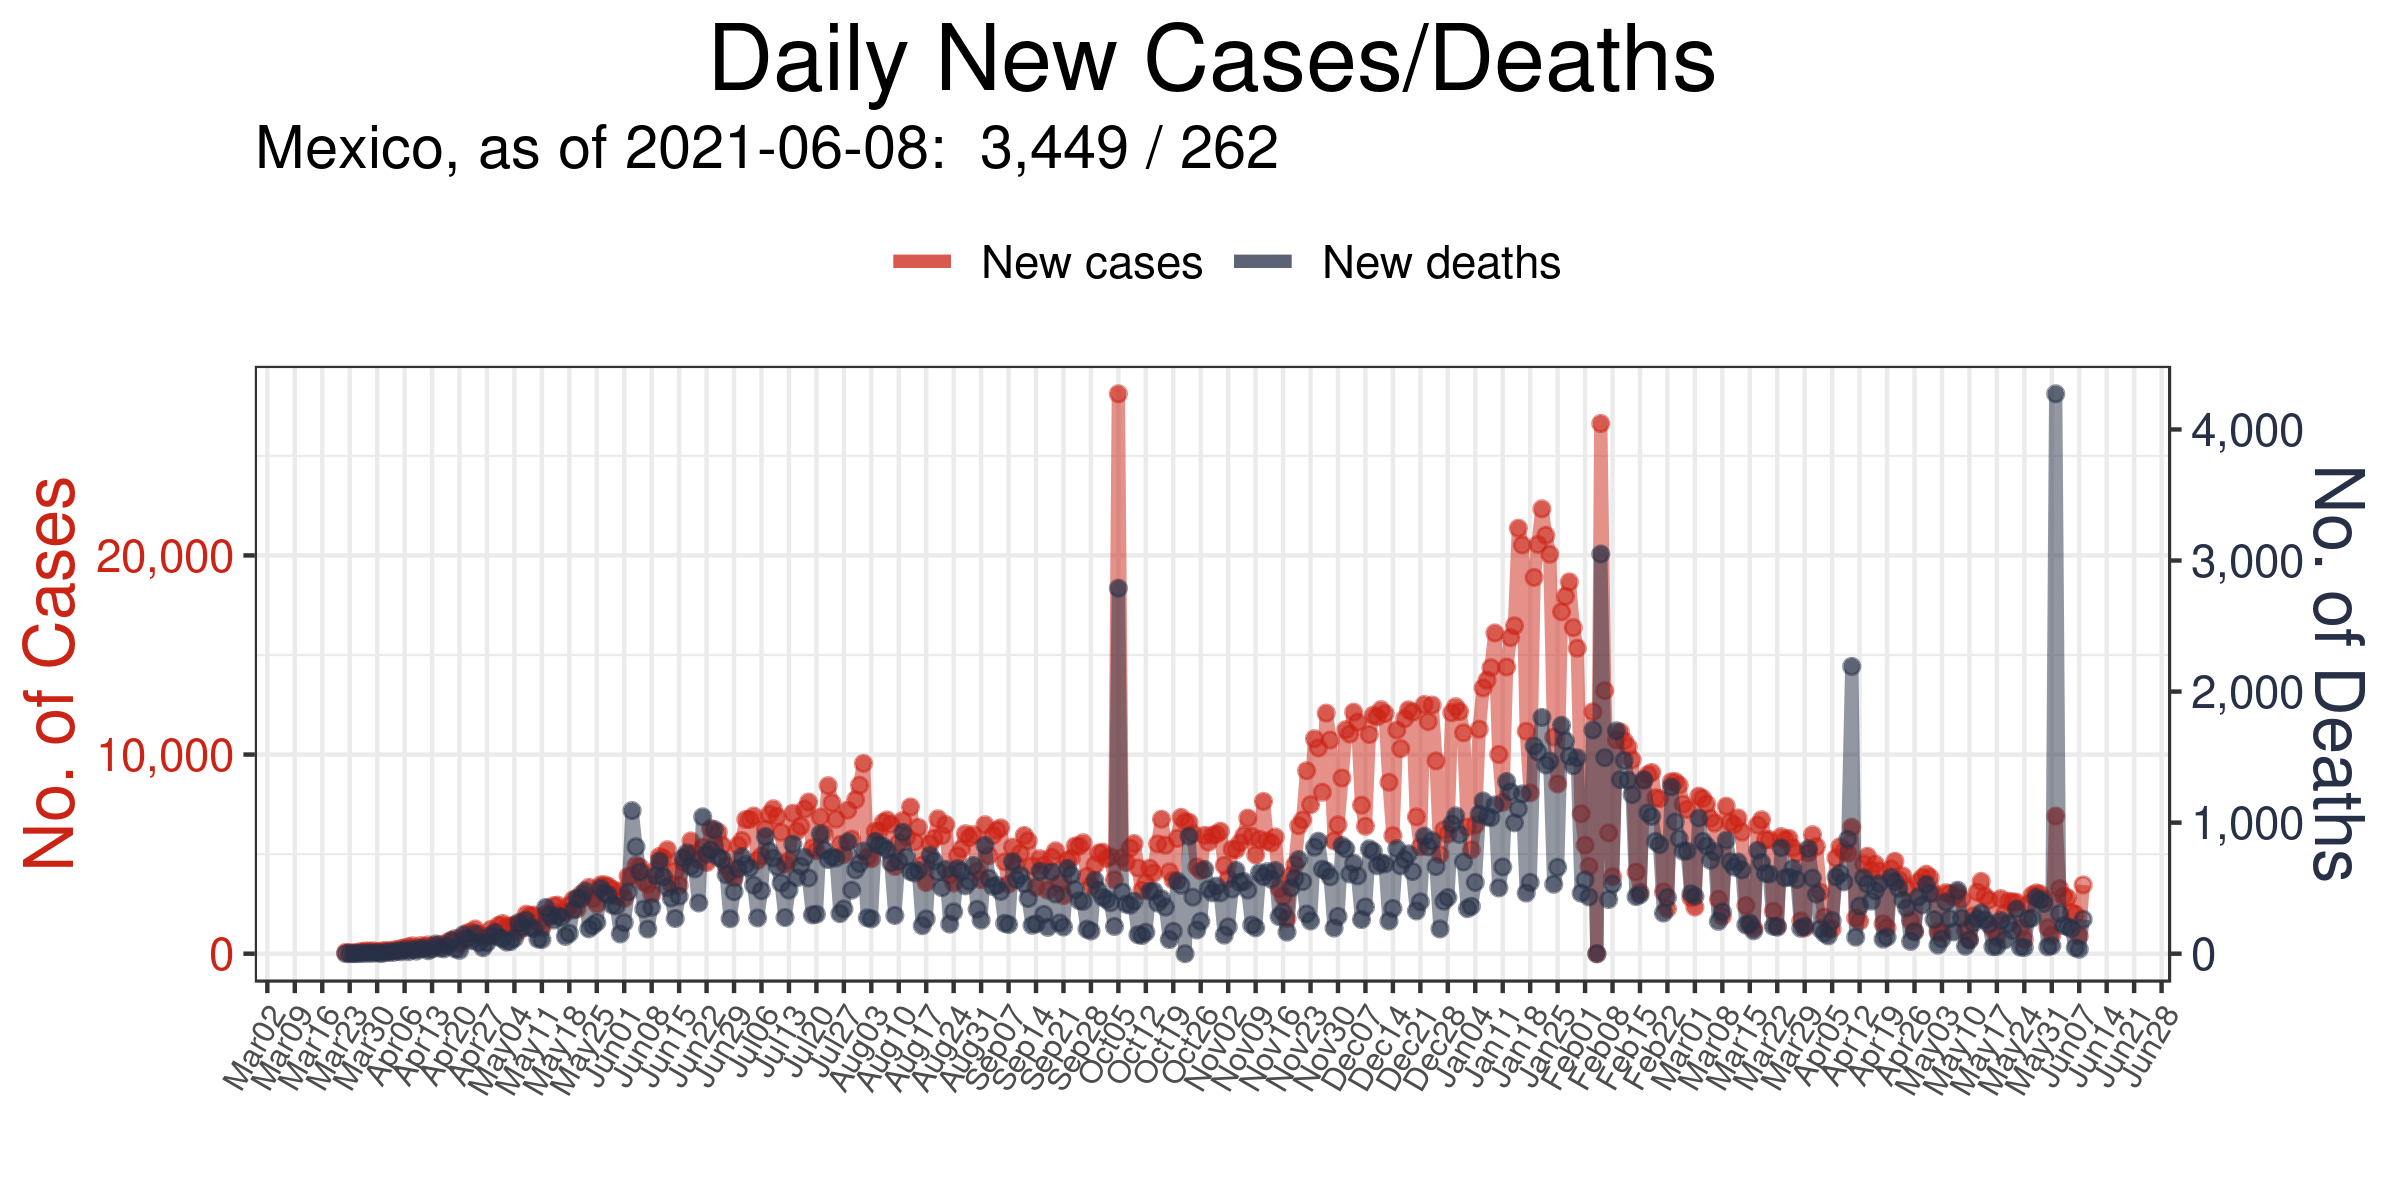 Daily New Cases/Deaths
Mexico, as of 2021-06-08: 3,449 / 262
New cases
New deaths
No. of Cases
20,000
10,000
0
4,000
3,000
2,000
1,000
0
No. of Deaths
Mar02
Mar09
Mar16
Mar23
Mar30
Apr06
Apr13
Apr20
Apr27
May04
May11
May18
May25
Jun01
Jun08
Jun15
Jun22
Jun29
Jul06
Jul13
Jul20
Jul27
Aug03
Aug10
Aug17
Aug24
Aug31
Sep07
Sep14
Sep21
Sep28
Oct05
Oct12
Oct19
Oct26
Nov02
Nov09
Nov16
Nov23
Nov30
Dec07
Dec14
Dec21
Dec28
Jan04
Jan11
Jan18
Jan25
Feb01
Feb08
Feb15
Feb22
Mar01
Mar08
Mar15
Mar22
Mar29
Apr05
Apr12
Apr19
Apr26
May03
May10
May17
May24
May31
Jun07
Jun14
Jun21
Jun28